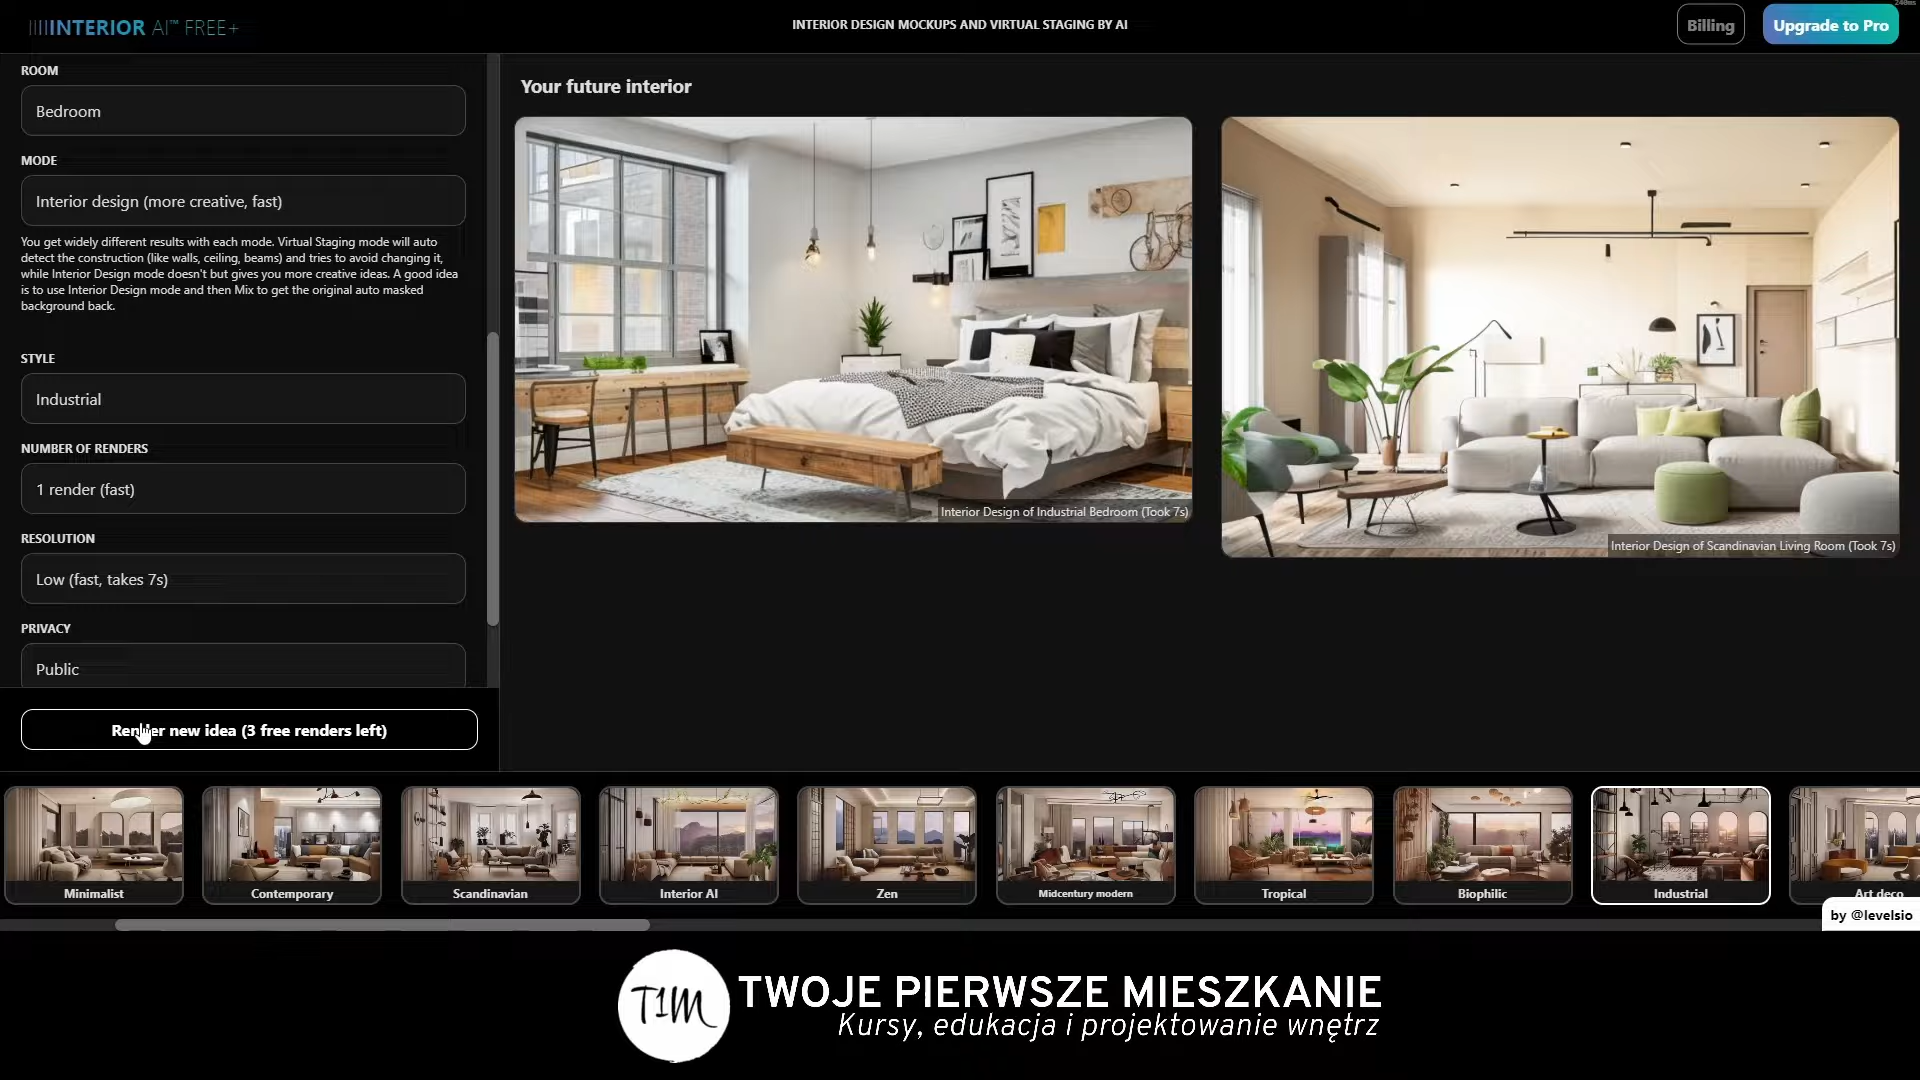 INTERIOR AI™ FREE+
INTERIOR DESIGN MOCKUPS AND VIRTUAL STAGING BY AI
Billing
Upgrade to Pro
ROOM
Bedroom
MODE
Interior design (more creative, fast)
You get widely different results with each mode. Virtual Staging mode will auto
detect the construction (like walls, ceiling, beams) and tries to avoid changing it,
while Interior Design mode doesn't but gives you more creative ideas. A good idea
is to use Interior Design mode and then Mix to get the original auto masked
background back.
STYLE
Industrial
NUMBER OF RENDERS
1 render (fast)
RESOLUTION
Low (fast, takes 7s)
PRIVACY
Public
Render new idea (3 free renders left)
Your future interior
Interior Design of Industrial Bedroom (Took 7s)
Interior Design of Scandinavian Living Room (Took 7s)
Minimalist
Contemporary
Scandinavian
Interior AI
Zen
Midcentury modern
Tropical
Biophilic
Industrial
Art deco
by @levelsio
T1M
TWOJE PIERWSZE MIESZKANIE
Kursy, edukacja i projektowanie wnętrz